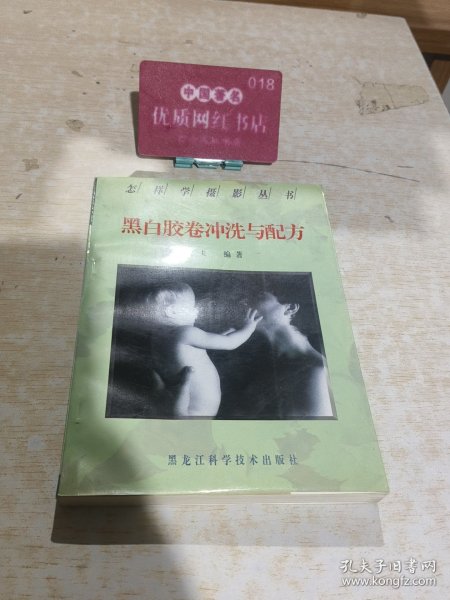 018
中国著名
优质网红书店
怎样学摄影丛书
黑白胶卷冲洗与配方
编著
黑龙江科学技术出版社
孔夫子旧书网
www.kongfz.com